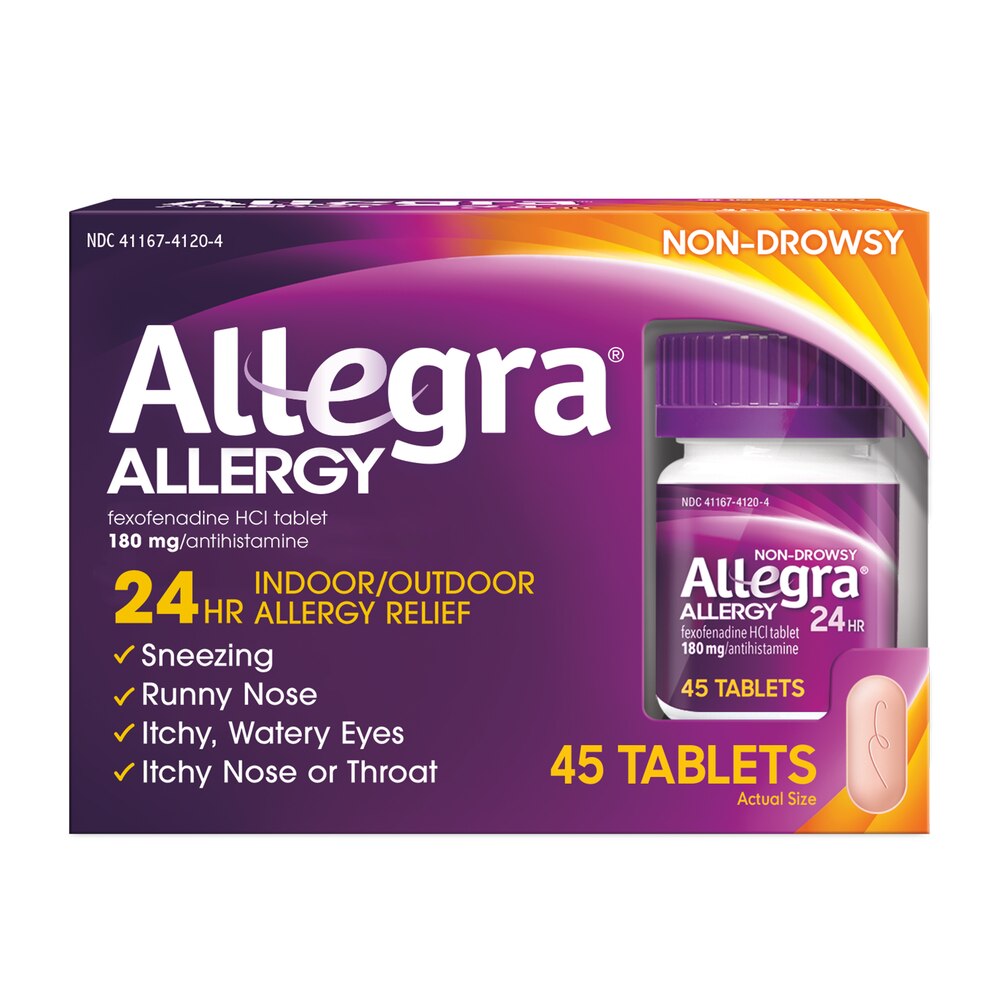 NDC 41167-4120-4
NON-DROWSY
Allegra®
ALLERGY
fexofenadine HCl tablet
180 mg/antihistamine
24 HR INDOOR/OUTDOOR
ALLERGY RELIEF
✓ Sneezing
✓ Runny Nose
✓ Itchy, Watery Eyes
✓ Itchy Nose or Throat
NDC 41167-4120-4
NON-DROWSY
Allegra®
ALLERGY 24 HR
fexofenadine HCl tablet
180 mg/antihistamine
45 TABLETS
45 TABLETS
Actual Size